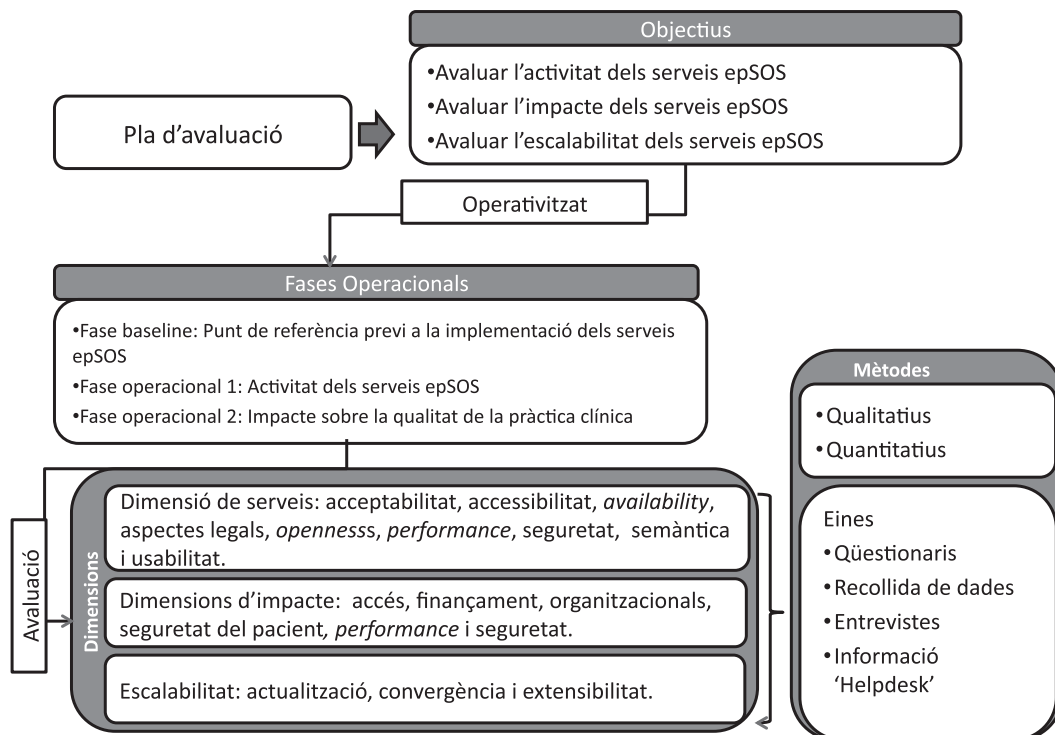 Objectius
•Avaluar l’activitat dels serveis epSOS
•Avaluar l’impacte dels serveis epSOS
•Avaluar l’escalabilitat dels serveis epSOS
Pla d’avaluació
Operativitzat
Fases Operacionals
•Fase baseline: Punt de referència previ a la implementació dels serveis
epSOS
•Fase operacional 1: Activitat dels serveis epSOS
•Fase operacional 2: Impacte sobre la qualitat de la pràctica clínica
Avaluació
Dimensions
Dimensió de serveis: acceptabilitat, accessibilitat, availability,
aspectes legals, opennesss, performance, seguretat, semàntica
i usabilitat.
Dimensions d’impacte: accés, finançament, organitzacionals,
seguretat del pacient, performance i seguretat.
Escalabilitat: actualització, convergència i extensibilitat.
Mètodes
•Qualitatius
•Quantitatius
Eines
•Qüestionaris
•Recollida de dades
•Entrevistes
•Informació
‘Helpdesk’